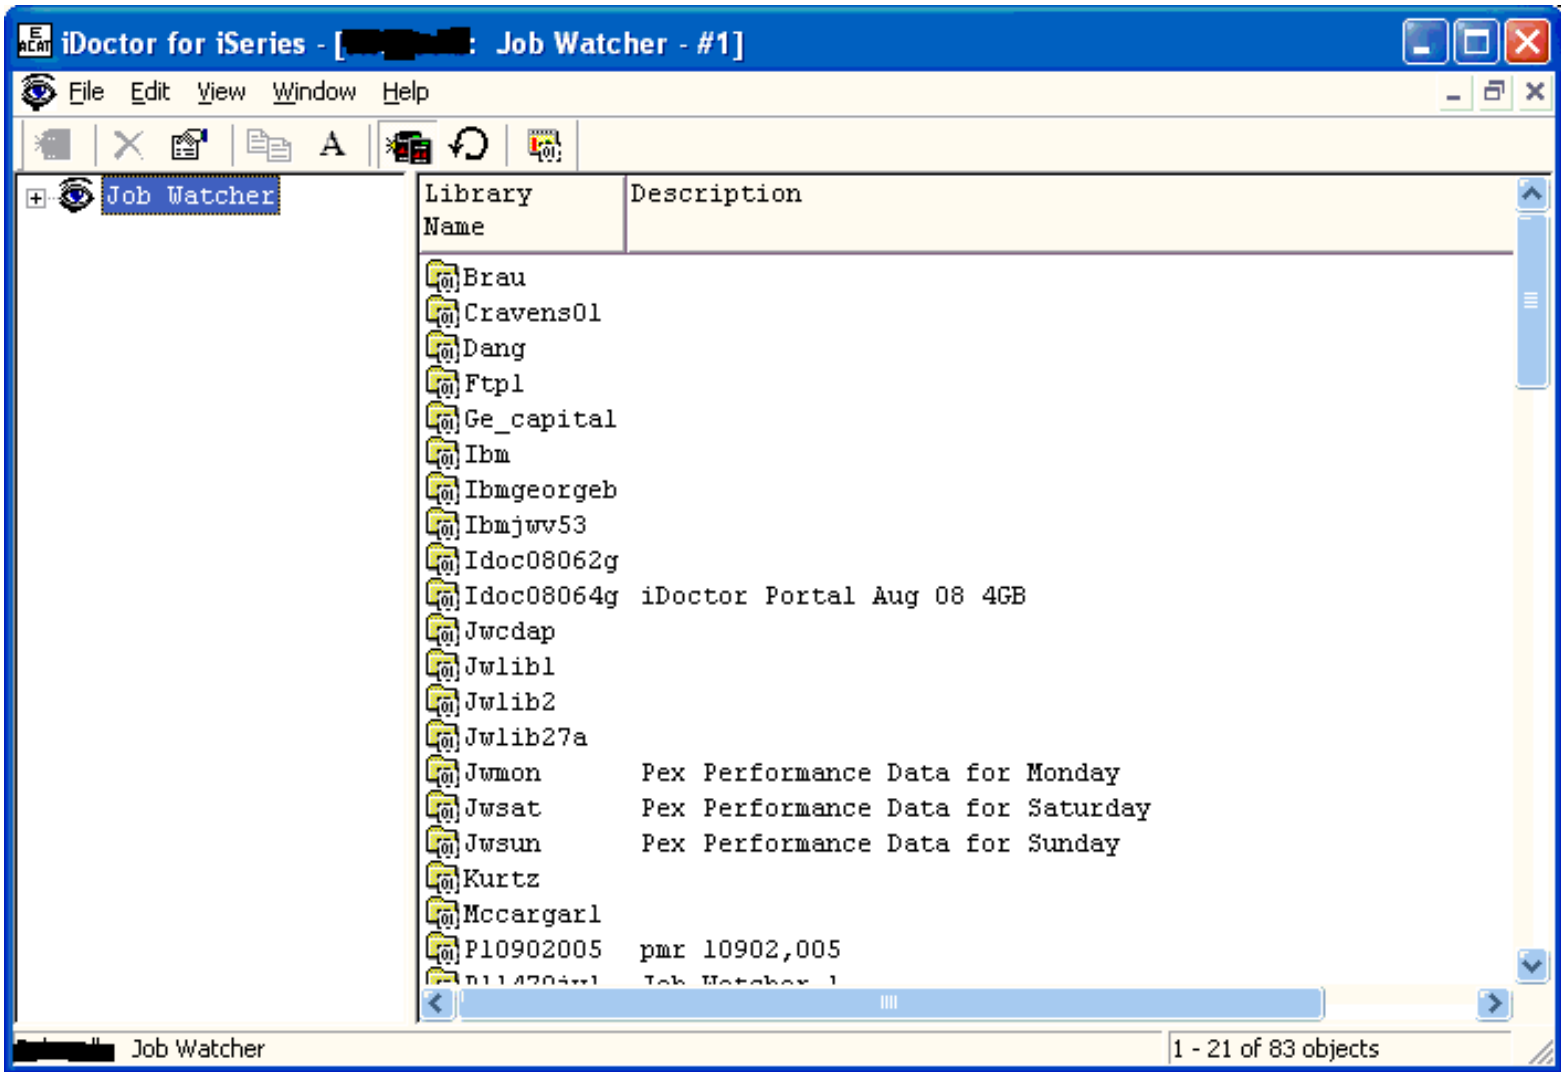 iDoctor for iSeries - [ : Job Watcher - #1]
File Edit View Window Help
A
Job Watcher
Library Name Description
Brau
Cravens01
Dang
Ftpl
Ge_capital
Ibm
Ibmgeorgeb
Ibmjwv53
Idoc08062g
Idoc08064g iDoctor Portal Aug 08 4GB
Jwcdap
Jwlib1
Jwlib2
Jwlib27a
Jwmon Pex Performance Data for Monday
Jwsat Pex Performance Data for Saturday
Jwsun Pex Performance Data for Sunday
Kurtz
Mccargar1
P10902005 pmr 10902,005
Job Watcher
Job Watcher
1 - 21 of 83 objects